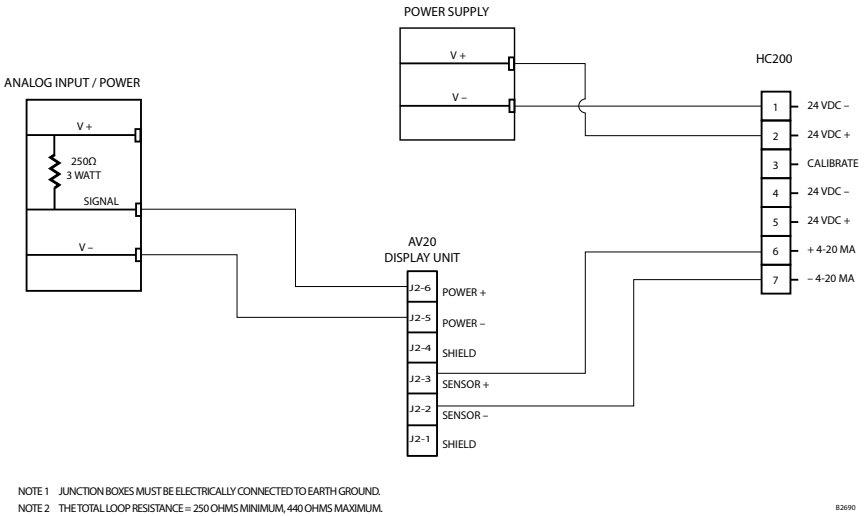 POWER SUPPLY
V +
V –
ANALOG INPUT / POWER
V +
250Ω
3 WATT
SIGNAL
V –
HC200
1 24 VDC –
2 24 VDC +
3 CALIBRATE
4 24 VDC –
5 24 VDC +
6 + 4-20 MA
7 – 4-20 MA
AV20
DISPLAY UNIT
J2-6 POWER +
J2-5 POWER –
J2-4 SHIELD
J2-3 SENSOR +
J2-2 SENSOR –
J2-1 SHIELD
NOTE 1 JUNCTION BOXES MUST BE ELECTRICALLY CONNECTED TO EARTH GROUND.
NOTE 2 THE TOTAL LOOP RESISTANCE = 250 OHMS MINIMUM, 440 OHMS MAXIMUM.
B2690